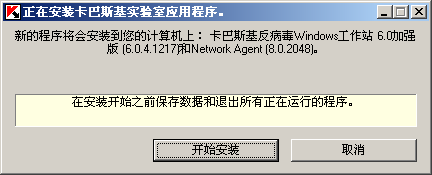 正在安装卡巴斯基实验室应用程序。
新的程序将会安装到您的计算机上： 卡巴斯基反病毒Windows工作站 6.0加强
版 (6.0.4.1217)和Network Agent (8.0.2048)。
在安装开始之前保存数据和退出所有正在运行的程序。
开始安装
取消